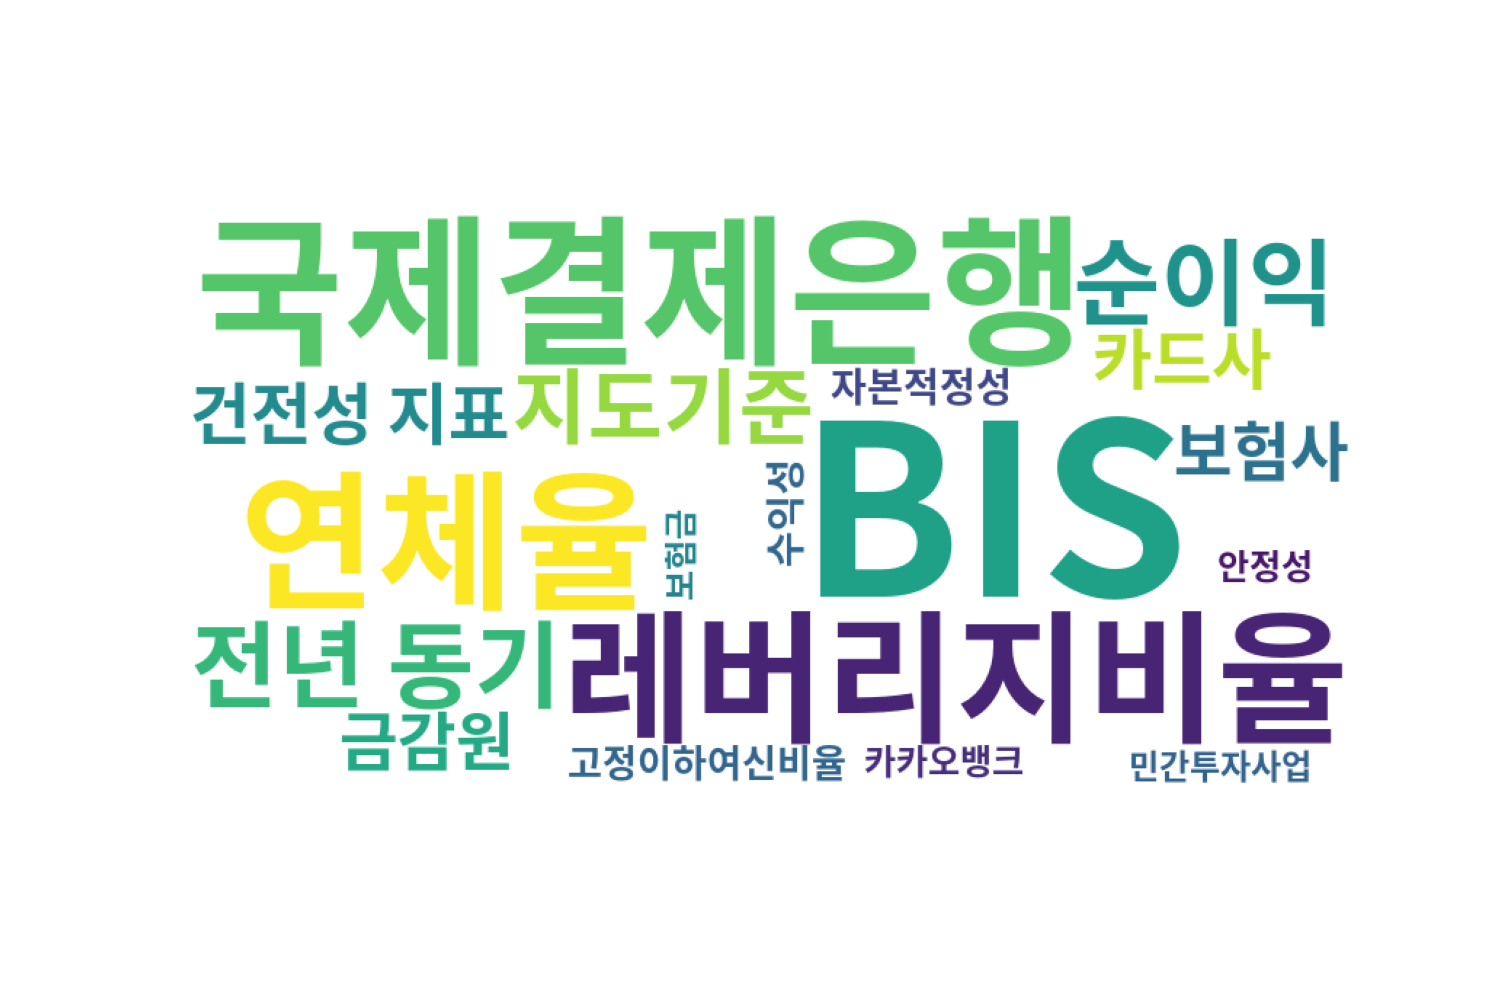 국제결제은행
순이익
카드사
건전성 지표
지도기준
자본적정성
BIS
보험사
연체율
보험금
수익성
안정성
전년 동기
레버리지비율
금감원
고정이하여신비율
카카오뱅크
민간투자사업